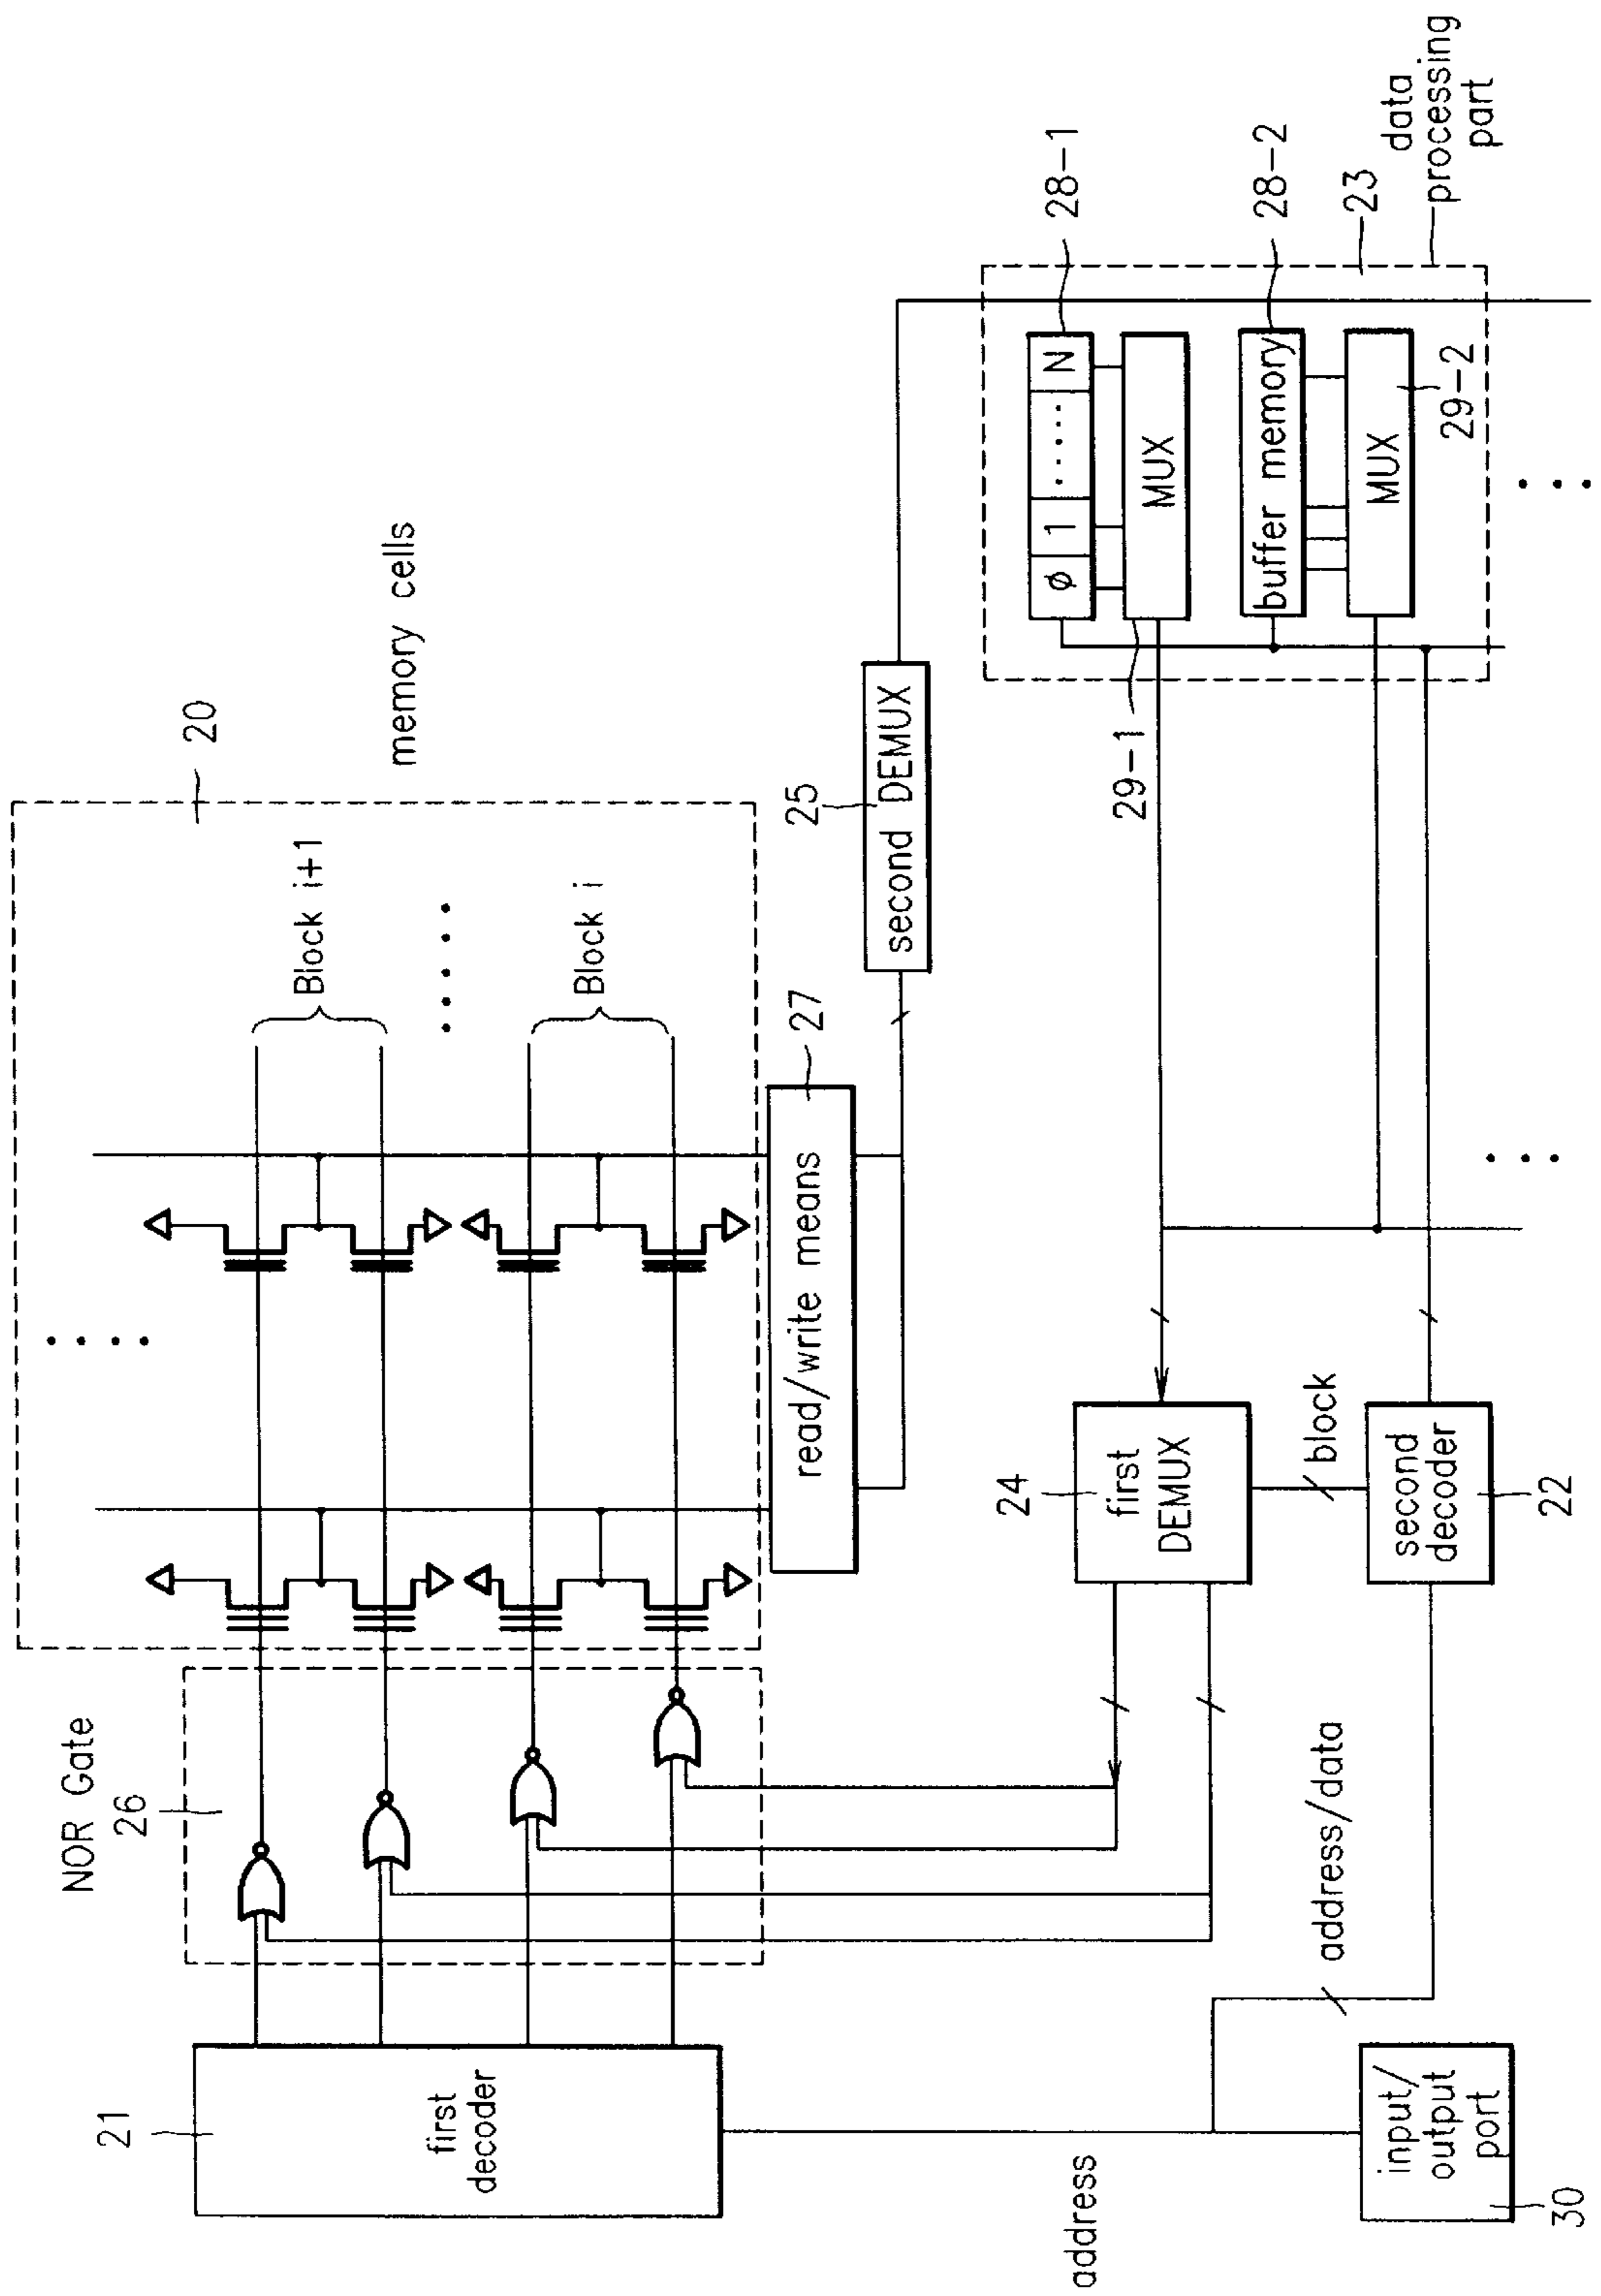 memory cells
20
Block i+1
Block i
NOR Gate
26
21
first
decoder
read/write means
27
25
second DEMUX
28-1
ϕ 1 ..... N
MUX
29-1
28-2
buffer memory
MUX
29-2
23
data
processing
part
24
first
DEMUX
block
second
decoder
22
address/data
address
input/
output
port
30